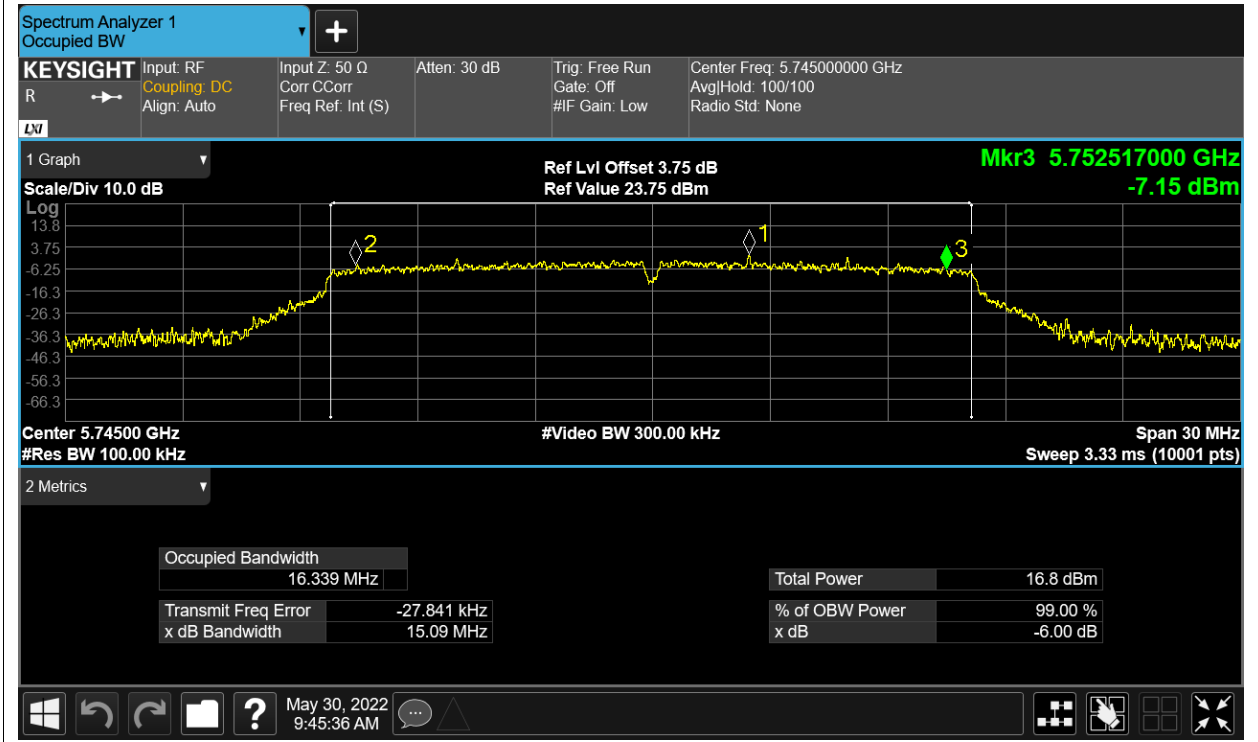 Spectrum Analyzer 1
Occupied BW
KEYSIGHT
R
LXI
Input: RF
Coupling: DC
Align: Auto
Input Z: 50 Ω
Corr CCorr
Freq Ref: Int (S)
Atten: 30 dB
Trig: Free Run
Gate: Off
#IF Gain: Low
Center Freq: 5.745000000 GHz
Avg|Hold: 100/100
Radio Std: None
1 Graph
Scale/Div 10.0 dB
Ref Lvl Offset 3.75 dB
Ref Value 23.75 dBm
Mkr3 5.752517000 GHz
-7.15 dBm
Log
13.8
3.75
-6.25
-16.3
-26.3
-36.3
-46.3
-56.3
-66.3
2
1
3
Center 5.74500 GHz
#Res BW 100.00 kHz
#Video BW 300.00 kHz
Span 30 MHz
Sweep 3.33 ms (10001 pts)
2 Metrics
Occupied Bandwidth
16.339 MHz
Transmit Freq Error -27.841 kHz
x dB Bandwidth 15.09 MHz
Total Power 16.8 dBm
% of OBW Power 99.00 %
x dB -6.00 dB
?
May 30, 2022
9:45:36 AM